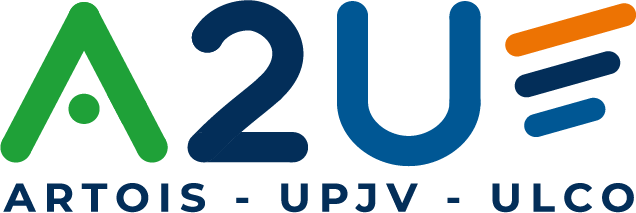 A2U
ARTOIS - UPJV - ULCO